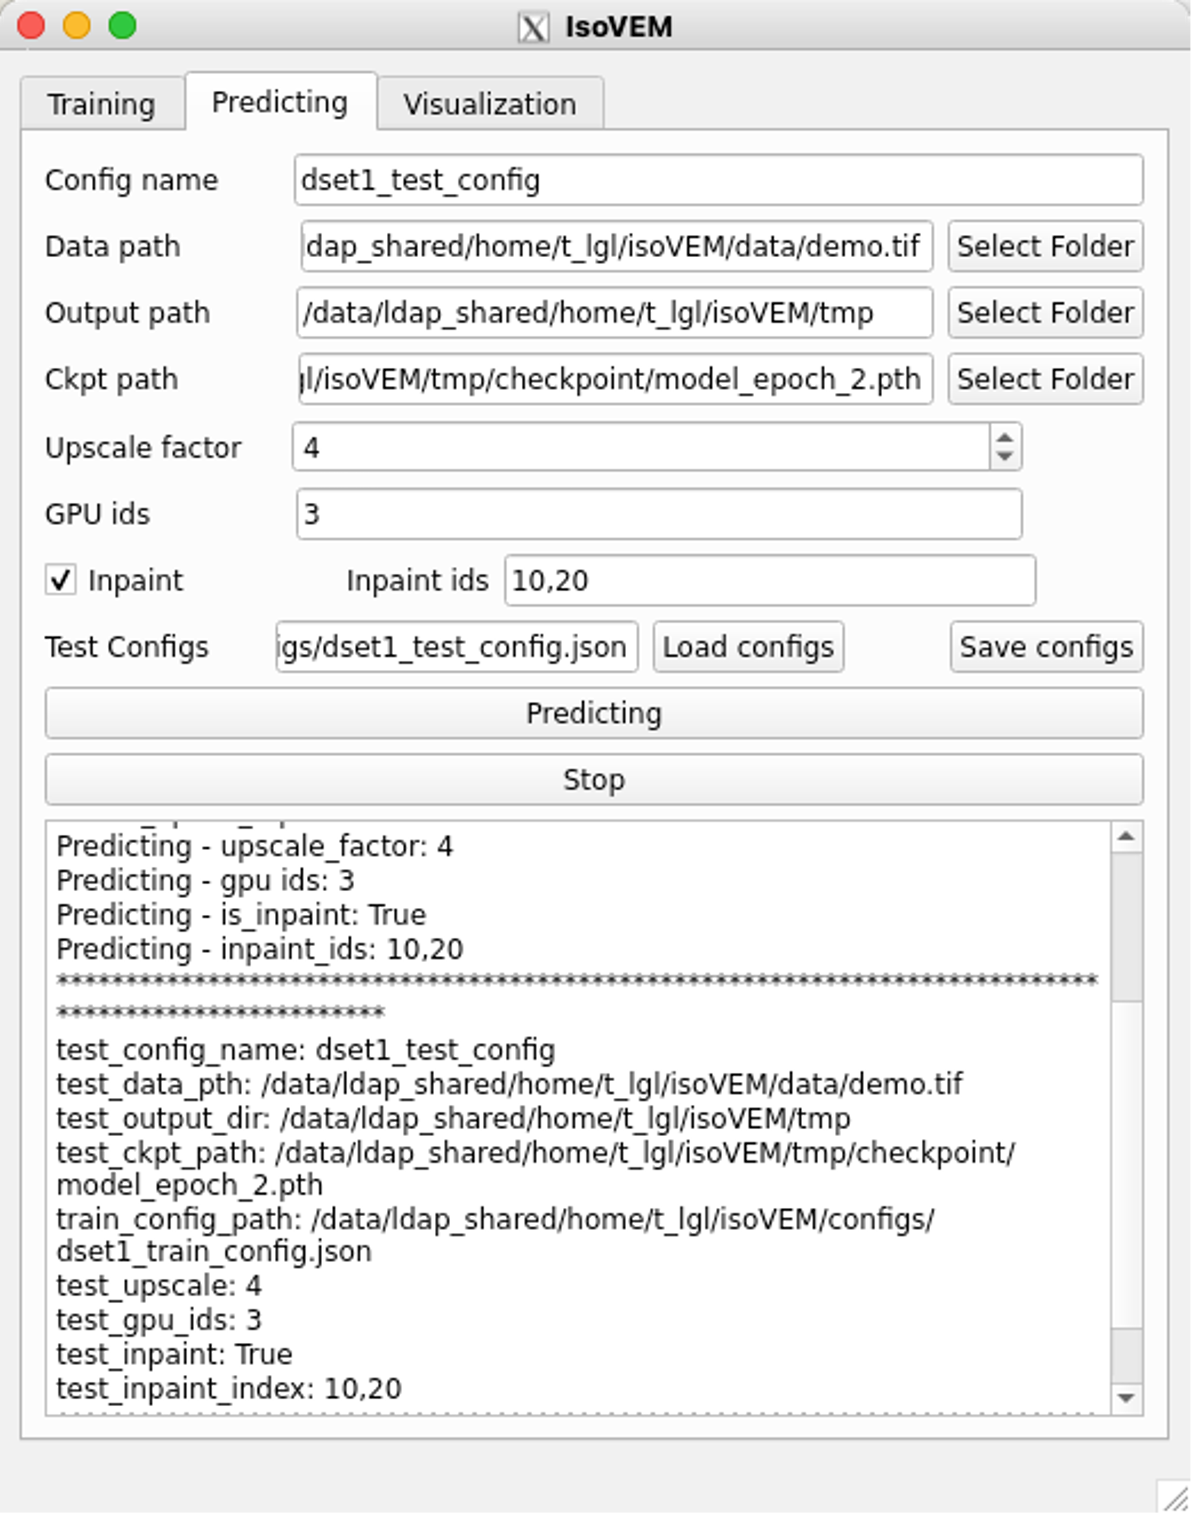 IsoVEM
Training Predicting Visualization
Config name dset1_test_config
Data path ldap_shared/home/t_lgl/isoVEM/data/demo.tif Select Folder
Output path /data/ldap_shared/home/t_lgl/isoVEM/tmp Select Folder
Ckpt path gl/isoVEM/tmp/checkpoint/model_epoch_2.pth Select Folder
Upscale factor 4
GPU ids 3
Inpaint Inpaint ids 10,20
Test Configs igs/dset1_test_config.json Load configs Save configs
Predicting
Stop
Predicting - upscale_factor: 4
Predicting - gpu ids: 3
Predicting - is_inpaint: True
Predicting - inpaint_ids: 10,20
****************************************************************************
************************
test_config_name: dset1_test_config
test_data_pth: /data/ldap_shared/home/t_lgl/isoVEM/data/demo.tif
test_output_dir: /data/ldap_shared/home/t_lgl/isoVEM/tmp
test_ckpt_path: /data/ldap_shared/home/t_lgl/isoVEM/tmp/checkpoint/
model_epoch_2.pth
train_config_path: /data/ldap_shared/home/t_lgl/isoVEM/configs/
dset1_train_config.json
test_upscale: 4
test_gpu_ids: 3
test_inpaint: True
test_inpaint_index: 10,20